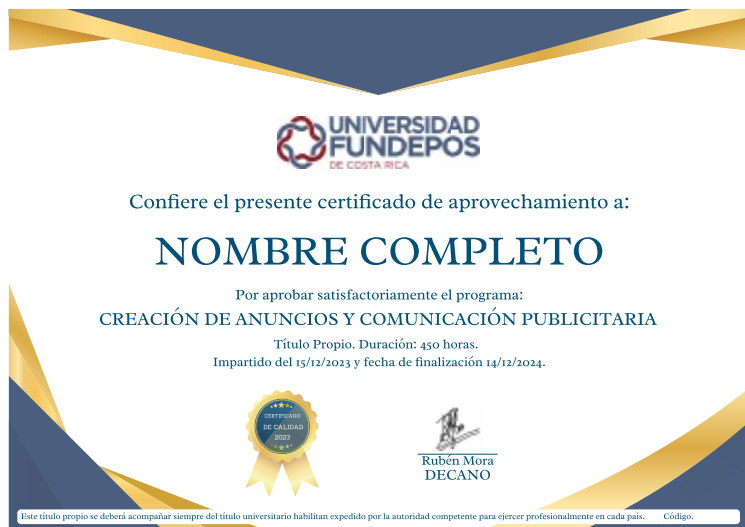 UNIVERSIDAD
FUNDEPOS
DE COSTA RICA
Confiere el presente certificado de aprovechamiento a:
NOMBRE COMPLETO
Por aprobar satisfactoriamente el programa:
CREACIÓN DE ANUNCIOS Y COMUNICACIÓN PUBLICITARIA
Título Propio. Duración: 450 horas.
Impartido del 15/12/2023 y fecha de finalización 14/12/2024.
CERTIFICADO
DE CALIDAD
2023
Rubén Mora
DECANO
Este título propio se deberá acompañar siempre del título universitario habilitan expedido por la autoridad competente para ejercer profesionalmente en cada país. Código.